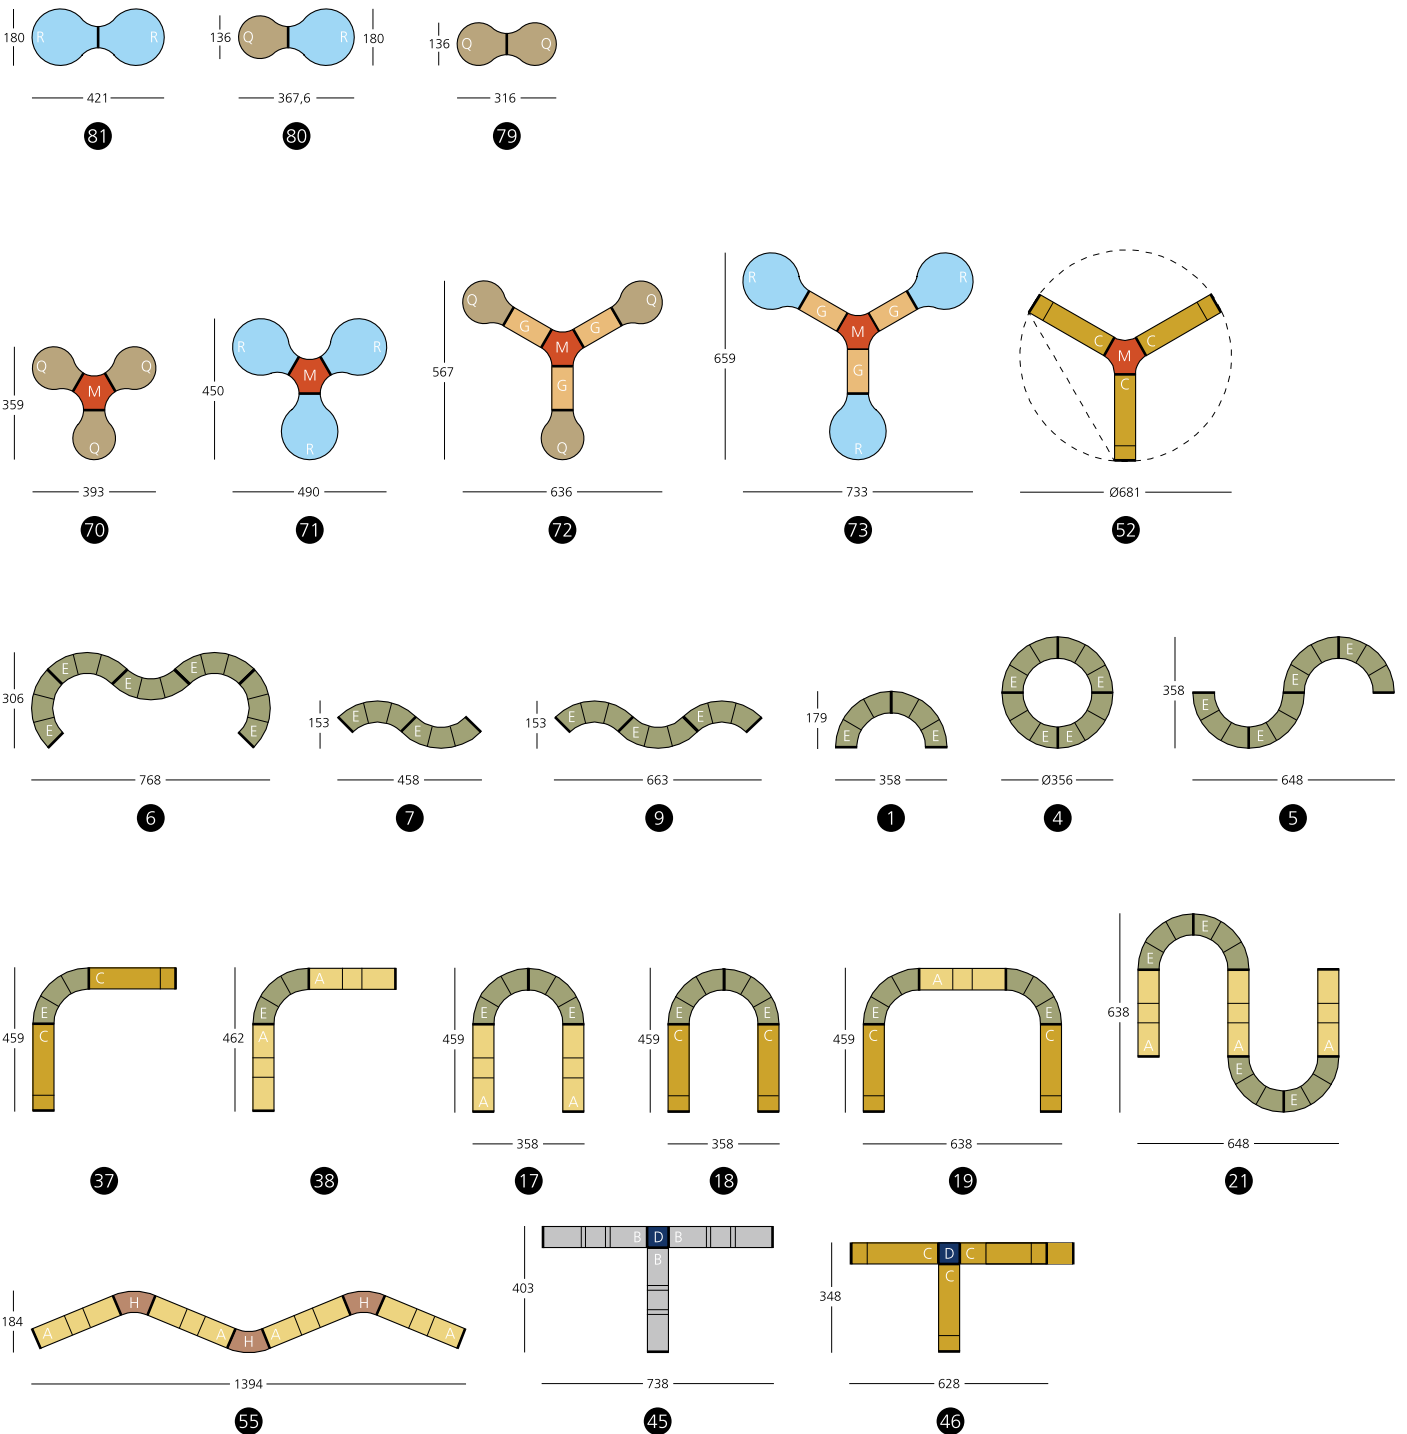 180 R R Q R Q Q
136 180 136
421 367,6 316
81 80 79
R R
Q Q
R R G G
Q Q G G M C C
M M M M
359 450 567 659 G G C
Q R Q R
393 490 636 733 Ø681
70 71 72 73 52
E E E
306 E 153 E 153 E E 179 358 E E E E
E E E E E E E E E E
768 458 663 358 Ø356 648
6 7 9 1 4 5
E E
C A A
E E E E E E E E
459 C 462 A 459 459 C C 459 C C 638
A A A A A
E E
358 358 638 648
37 38 17 18 19 21
B D B
B
403
C D C
C
348
184 H H
A A A A
H
1394 738 628
55 45 46